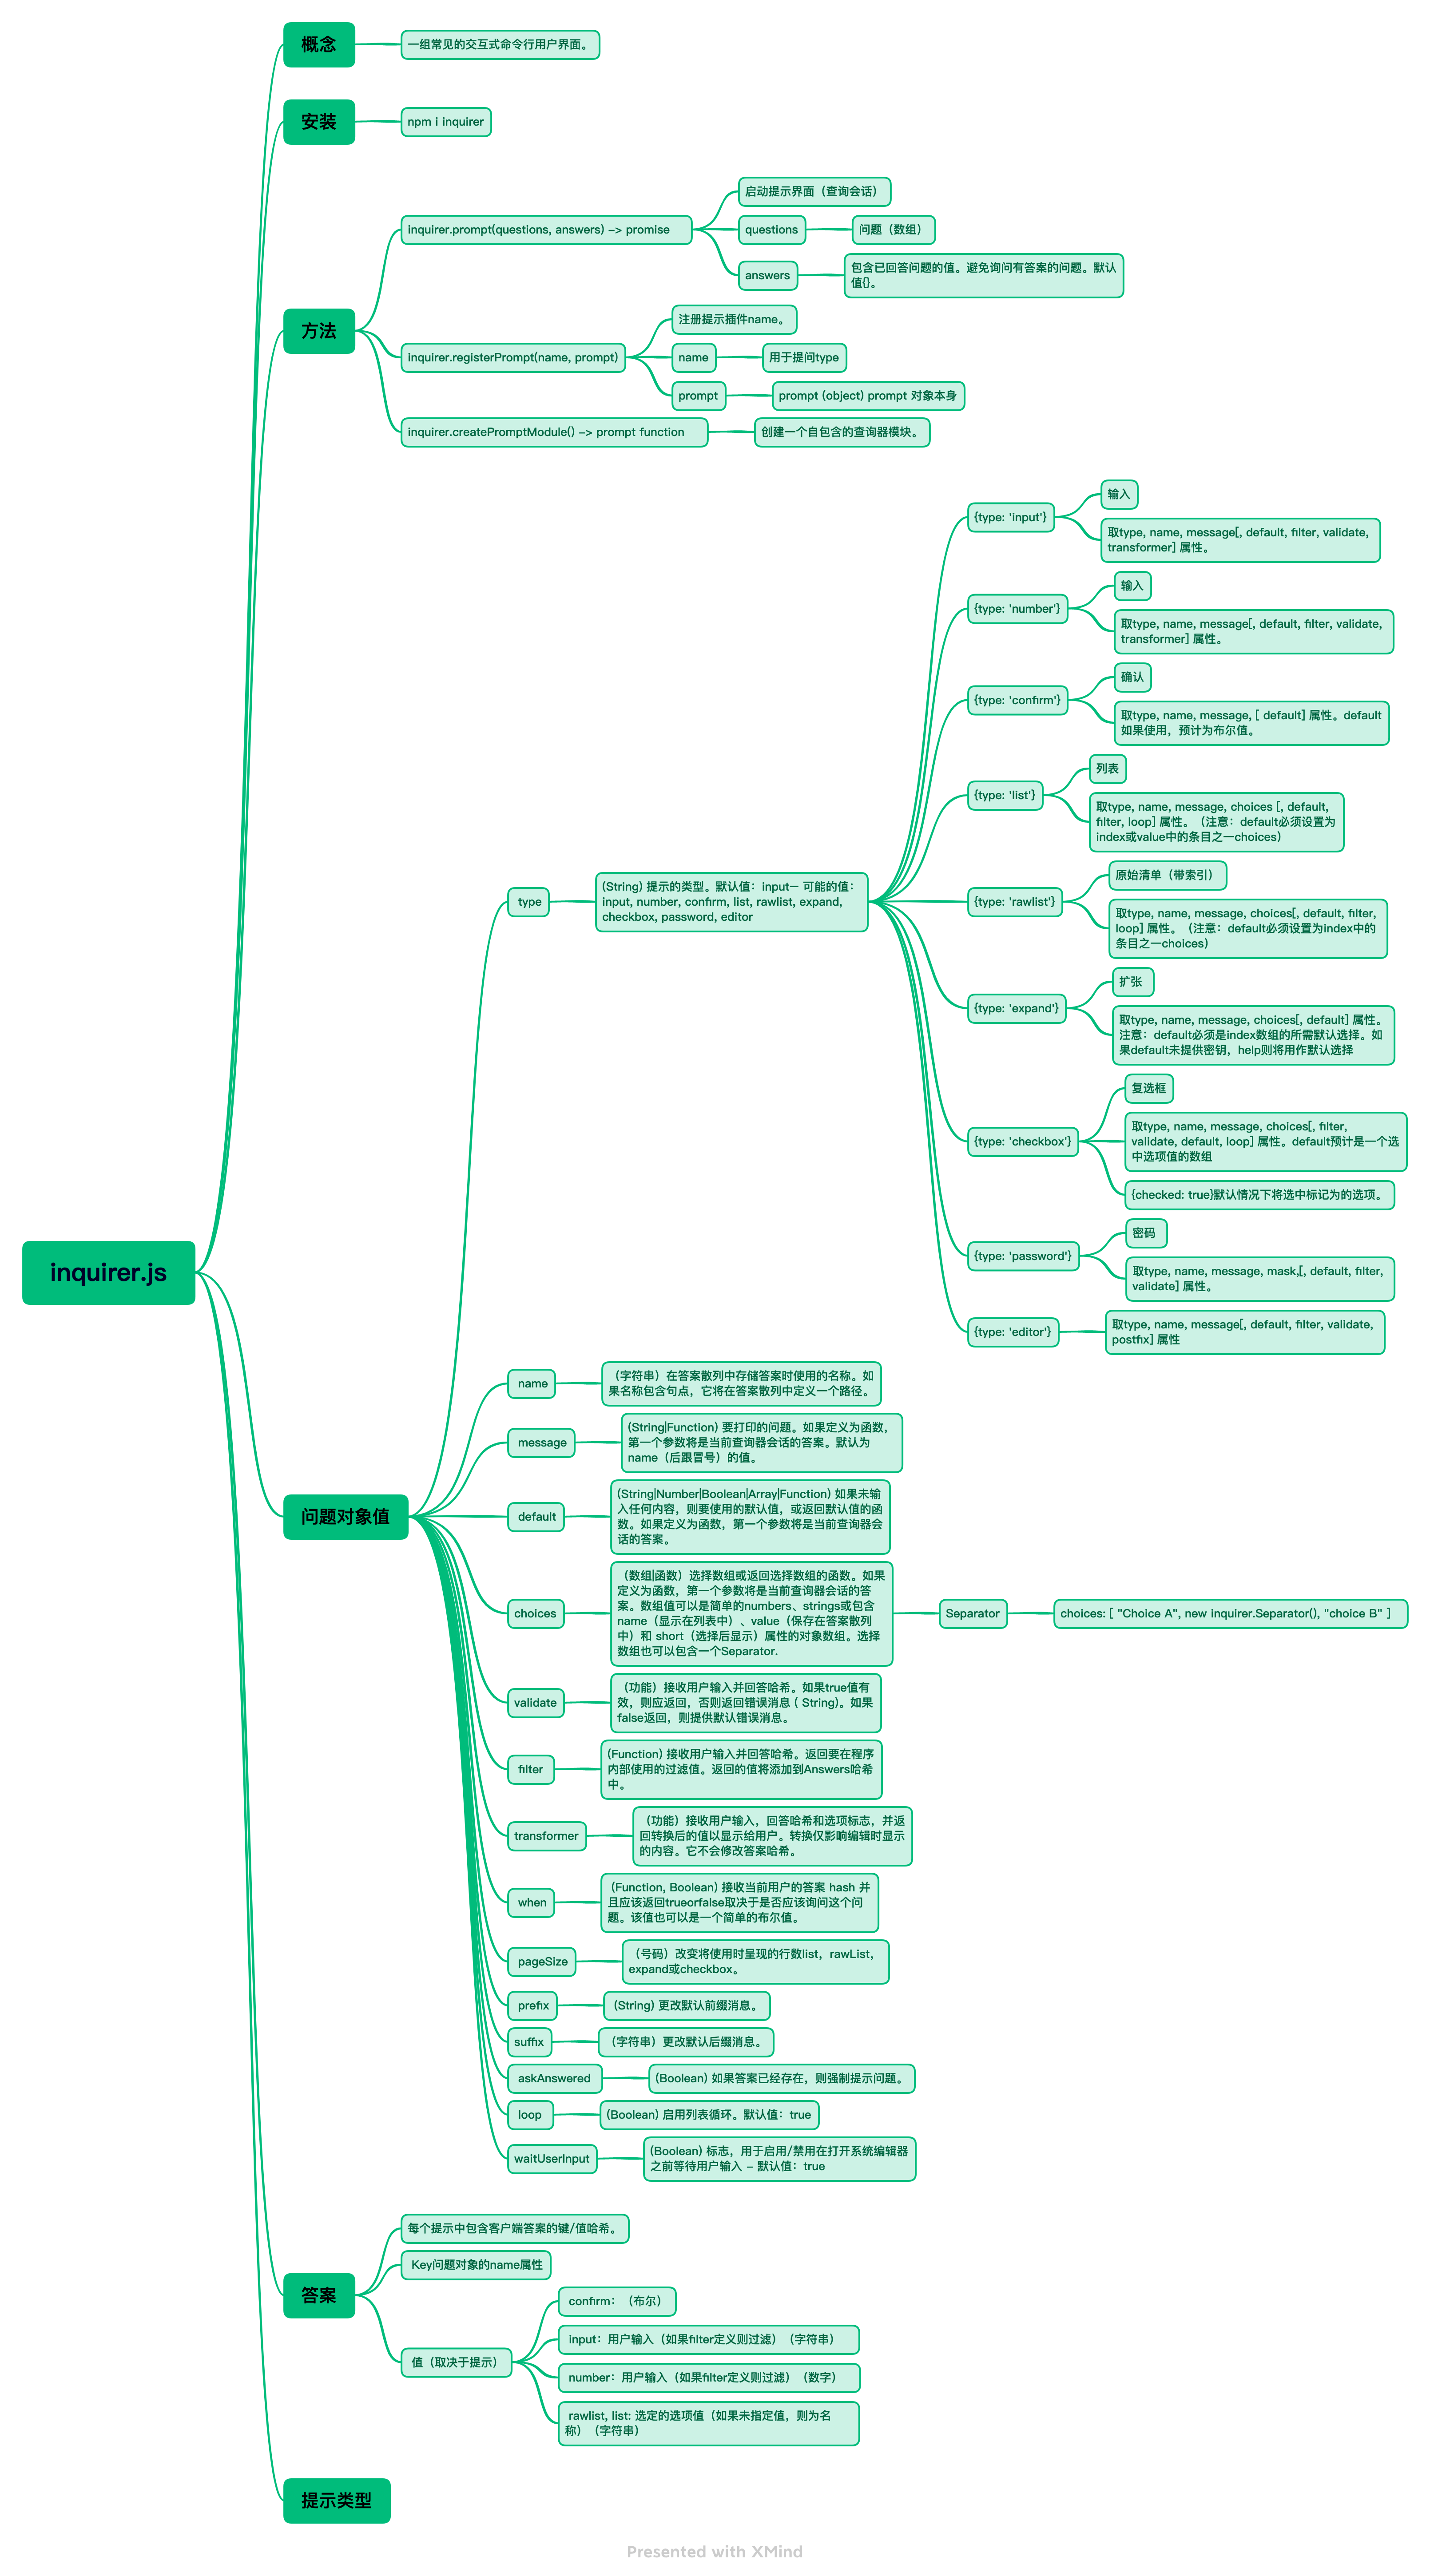 概念
一组常见的交互式命令行用户界面。
安装
npm i inquirer
方法
inquirer.prompt(questions, answers) -> promise
启动提示界面（查询会话）
questions
问题（数组）
answers
包含已回答问题的值。避免询问有答案的问题。默认
值{}。
inquirer.registerPrompt(name, prompt)
注册提示插件name。
name
用于提问type
prompt
prompt (object) prompt 对象本身
inquirer.createPromptModule() -> prompt function
创建一个自包含的查询器模块。
inquirer.js
问题对象值
type
(String) 提示的类型。默认值：input— 可能的值：
input, number, confirm, list, rawlist, expand,
checkbox, password, editor
{type: 'input'}
输入
取type, name, message[, default, filter, validate,
transformer] 属性。
{type: 'number'}
输入
取type, name, message[, default, filter, validate,
transformer] 属性。
{type: 'confirm'}
确认
取type, name, message, [ default] 属性。default
如果使用，预计为布尔值。
{type: 'list'}
列表
取type, name, message, choices [, default,
filter, loop] 属性。（注意：default必须设置为
index或value中的条目之一choices）
{type: 'rawlist'}
原始清单（带索引）
取type, name, message, choices[, default, filter,
loop] 属性。（注意：default必须设置为index中的
条目之一choices）
{type: 'expand'}
扩张
取type, name, message, choices[, default] 属性。
注意：default必须是index数组的所需默认选择。如
果default未提供密钥，help则将用作默认选择
{type: 'checkbox'}
复选框
取type, name, message, choices[, filter,
validate, default, loop] 属性。default预计是一个选
中选项值的数组
{checked: true}默认情况下将选中标记为的选项。
{type: 'password'}
密码
取type, name, message, mask,[, default, filter,
validate] 属性。
{type: 'editor'}
取type, name, message[, default, filter, validate,
postfix] 属性
name
（字符串）在答案散列中存储答案时使用的名称。如
果名称包含句点，它将在答案散列中定义一个路径。
message
(String|Function) 要打印的问题。如果定义为函数，
第一个参数将是当前查询器会话的答案。默认为
name（后跟冒号）的值。
default
(String|Number|Boolean|Array|Function) 如果未输
入任何内容，则要使用的默认值，或返回默认值的函
数。如果定义为函数，第一个参数将是当前查询器会
话的答案。
choices
（数组|函数）选择数组或返回选择数组的函数。如果
定义为函数，第一个参数将是当前查询器会话的答
案。数组值可以是简单的numbers、strings或包含
name（显示在列表中）、value（保存在答案散列
中）和 short（选择后显示）属性的对象数组。选择
数组也可以包含一个Separator.
Separator
choices: [ "Choice A", new inquirer.Separator(), "choice B" ]
validate
（功能）接收用户输入并回答哈希。如果true值有
效，则应返回，否则返回错误消息 ( String)。如果
false返回，则提供默认错误消息。
filter
(Function) 接收用户输入并回答哈希。返回要在程序
内部使用的过滤值。返回的值将添加到Answers哈希
中。
transformer
（功能）接收用户输入，回答哈希和选项标志，并返
回转换后的值以显示给用户。转换仅影响编辑时显示
的内容。它不会修改答案哈希。
when
(Function, Boolean) 接收当前用户的答案 hash 并
且应该返回trueorfalse取决于是否应该询问这个问
题。该值也可以是一个简单的布尔值。
pageSize
（号码）改变将使用时呈现的行数list，rawList，
expand或checkbox。
prefix
(String) 更改默认前缀消息。
suffix
（字符串）更改默认后缀消息。
askAnswered
(Boolean) 如果答案已经存在，则强制提示问题。
loop
(Boolean) 启用列表循环。默认值：true
waitUserInput
(Boolean) 标志，用于启用/禁用在打开系统编辑器
之前等待用户输入 - 默认值：true
答案
每个提示中包含客户端答案的键/值哈希。
Key问题对象的name属性
值（取决于提示）
confirm：（布尔）
input：用户输入（如果filter定义则过滤）（字符串）
number：用户输入（如果filter定义则过滤）（数字）
rawlist, list: 选定的选项值（如果未指定值，则为名
称）（字符串）
提示类型
Presented with XMind